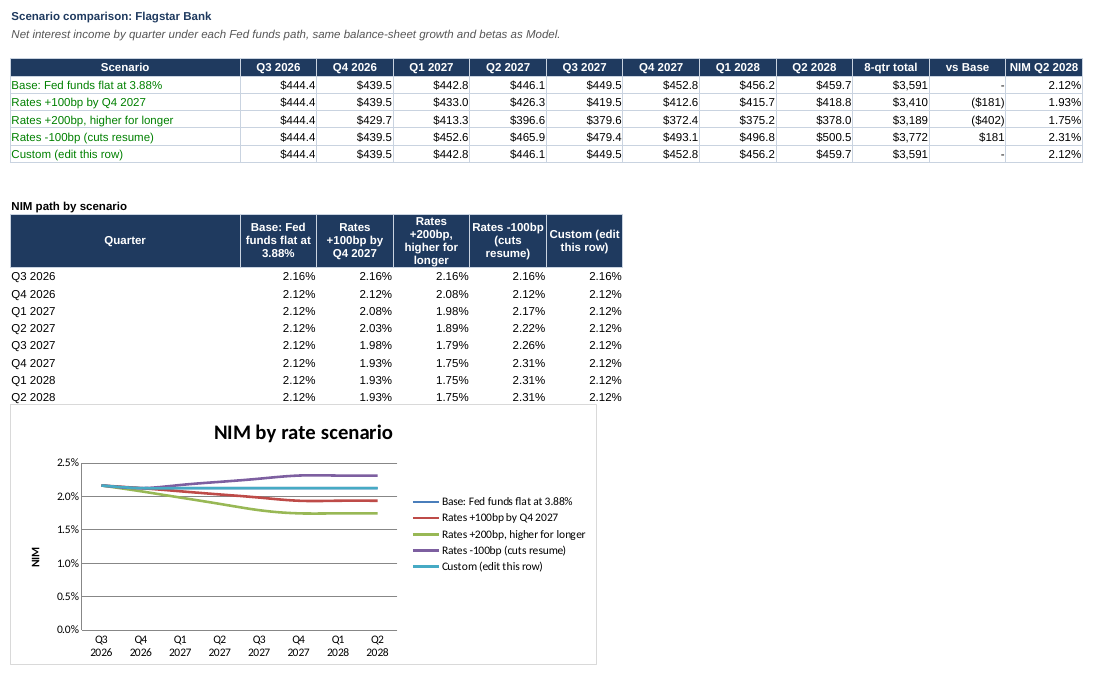 Scenario comparison: Flagstar Bank
Net interest income by quarter under each Fed funds path, same balance-sheet growth and betas as Model.
Scenario Q3 2026 Q4 2026 Q1 2027 Q2 2027 Q3 2027 Q4 2027 Q1 2028 Q2 2028 8-qtr total vs Base NIM Q2 2028
Base: Fed funds flat at 3.88% $444.4 $439.5 $442.8 $446.1 $449.5 $452.8 $456.2 $459.7 $3,591 - 2.12%
Rates +100bp by Q4 2027 $444.4 $439.5 $433.0 $426.3 $419.5 $412.6 $415.7 $418.8 $3,410 ($181) 1.93%
Rates +200bp, higher for longer $444.4 $429.7 $413.3 $396.6 $379.6 $372.4 $375.2 $378.0 $3,189 ($402) 1.75%
Rates -100bp (cuts resume) $444.4 $439.5 $452.6 $465.9 $479.4 $493.1 $496.8 $500.5 $3,772 $181 2.31%
Custom (edit this row) $444.4 $439.5 $442.8 $446.1 $449.5 $452.8 $456.2 $459.7 $3,591 - 2.12%
NIM path by scenario
Quarter Base: Fed funds flat at 3.88% Rates +100bp by Q4 2027 Rates +200bp, higher for longer Rates -100bp (cuts resume) Custom (edit this row)
Q3 2026 2.16% 2.16% 2.16% 2.16% 2.16%
Q4 2026 2.12% 2.12% 2.08% 2.12% 2.12%
Q1 2027 2.12% 2.08% 1.98% 2.17% 2.12%
Q2 2027 2.12% 2.03% 1.89% 2.22% 2.12%
Q3 2027 2.12% 1.98% 1.79% 2.26% 2.12%
Q4 2027 2.12% 1.93% 1.75% 2.31% 2.12%
Q1 2028 2.12% 1.93% 1.75% 2.31% 2.12%
Q2 2028 2.12% 1.93% 1.75% 2.31% 2.12%
NIM by rate scenario
NIM
2.5%
2.0%
1.5%
1.0%
0.5%
0.0%
Q3 Q4 Q1 Q2 Q3 Q4 Q1 Q2
2026 2026 2027 2027 2027 2027 2028 2028
Base: Fed funds flat at 3.88%
Rates +100bp by Q4 2027
Rates +200bp, higher for longer
Rates -100bp (cuts resume)
Custom (edit this row)